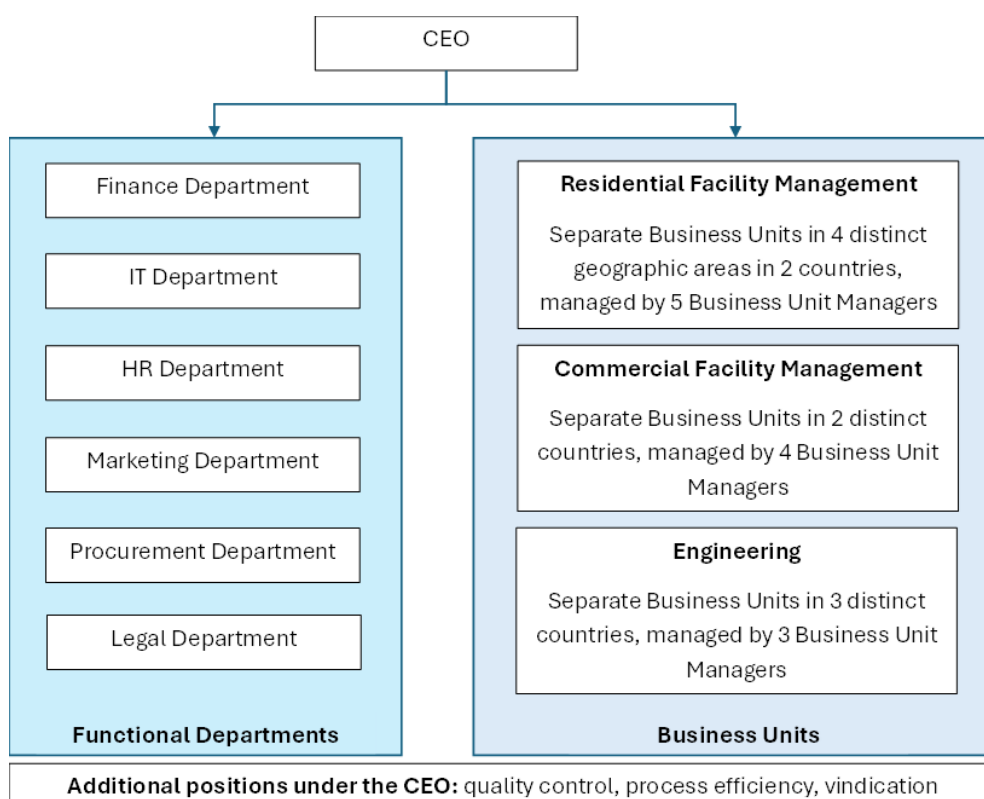 CEO
Finance Department
IT Department
HR Department
Marketing Department
Procurement Department
Legal Department
Functional Departments
Residential Facility Management
Separate Business Units in 4 distinct
geographic areas in 2 countries,
managed by 5 Business Unit Managers
Commercial Facility Management
Separate Business Units in 2 distinct
countries, managed by 4 Business Unit
Managers
Engineering
Separate Business Units in 3 distinct
countries, managed by 3 Business Unit
Managers
Business Units
Additional positions under the CEO: quality control, process efficiency, vindication